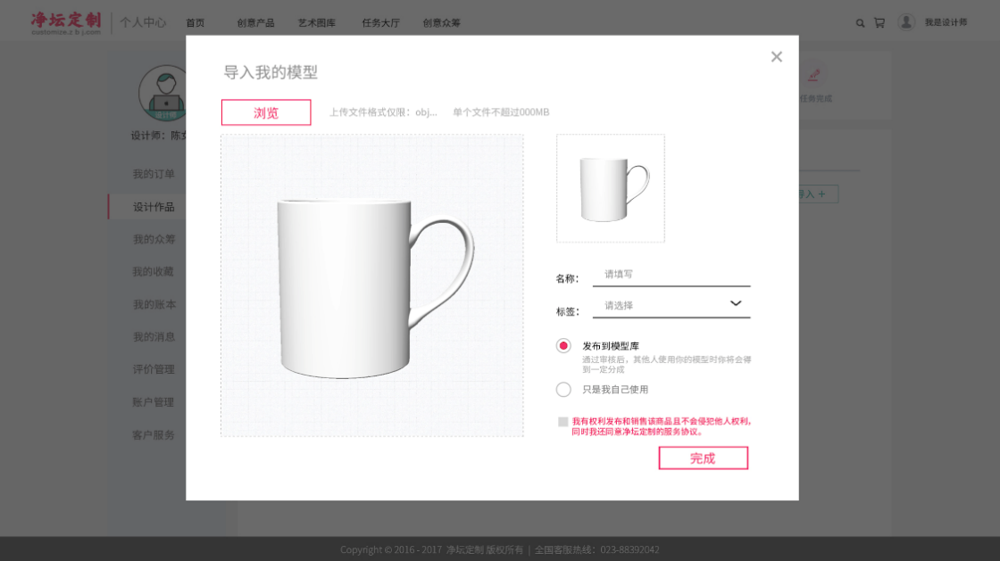 净坛定制
customize.zbj.com
个人中心
首页
创意产品
艺术图库
任务大厅
创意众筹
我是设计师
导入我的模型
浏览
上传文件格式仅限：obj...
单个文件不超过000MB
设计师
设计师：陈
我的订单
设计作品
我的众筹
我的收藏
我的账本
我的消息
评价管理
账户管理
客户服务
任商完成
导入 +
名称：
请填写
标签：
请选择
发布到模型库
通过审核后，其他人使用你的模型时你将会得
到一定分成
只是我自己使用
我有权利发布和销售该商品且不会侵犯他人权利，
同时我还同意净坛定制的服务协议。
完成
Copyright © 2016 - 2017 净坛定制 版权所有 | 全国客服热线：023-88392042